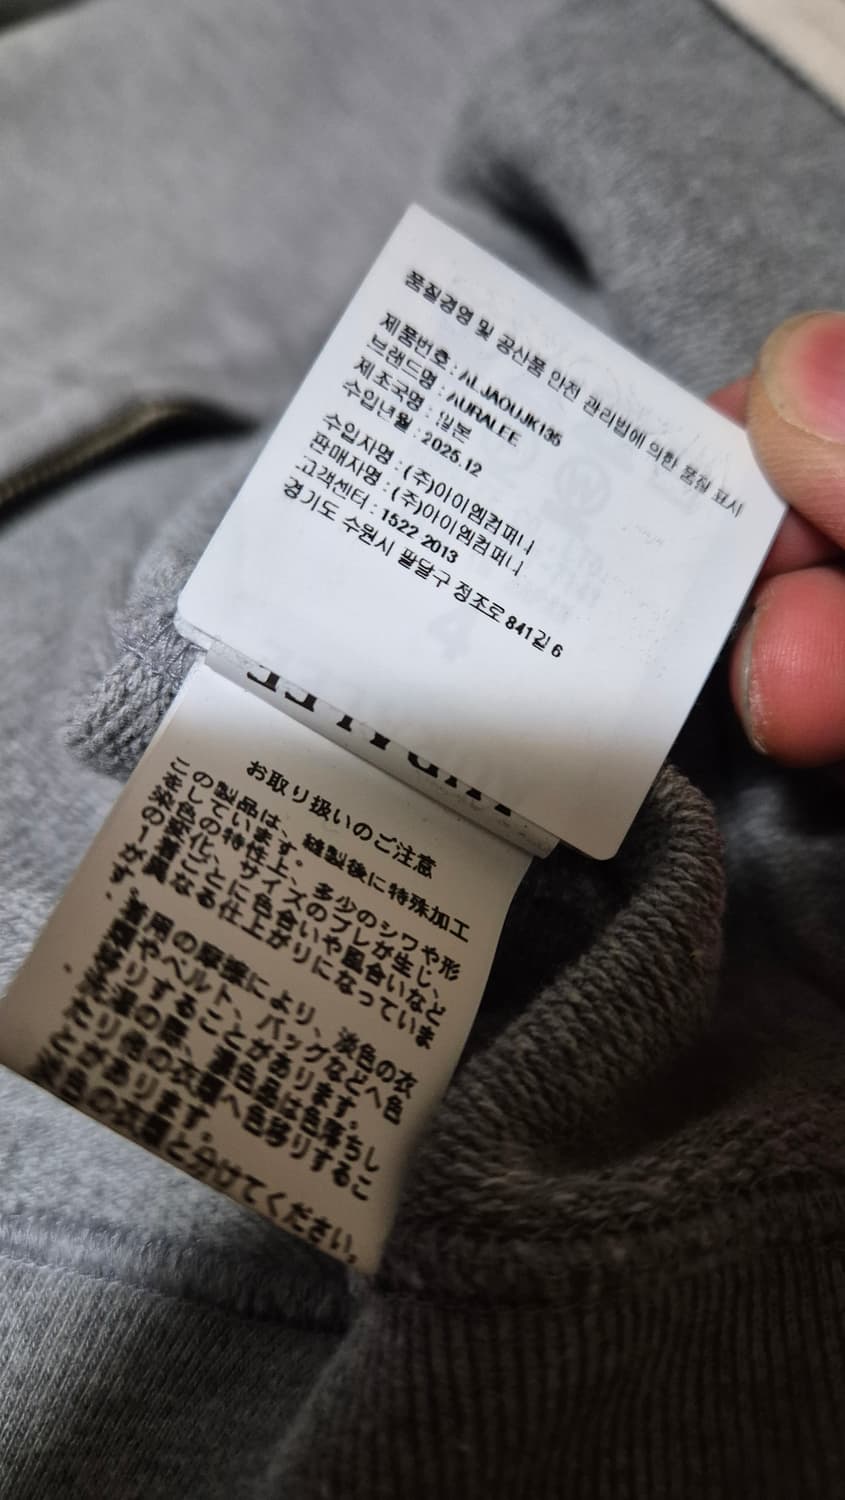 품질경영 및 공산품 안전 관리법에 의한 품질 표시
제품번호 : ALJAOUJK135
브랜드명 : AURALEE
제조국명 : 일본
수입년월 : 2025.12
수입자명 : (주)아이엠컴퍼니
판매자명 : (주)아이엠컴퍼니
고객센터 : 1522 2013
경기도 수원시 팔달구 정조로 841길 6
お取り扱いのご注意
この製品は、縫製後に特殊加工
をしています。
染色の特性上、多少のシワや形
の変化、サイズのブレが生じ、
1着ごとに色合いや風合いなど
が異なる仕上がりになっていま
す。
・着用の摩擦により、淡色の衣
類やベルト、バッグなどへ色
移りすることがあります。
・洗濯の際、濃色品は色落ちし
たり他の衣類へ色移りするこ
とがあります。
淡色の衣類と分けてください。